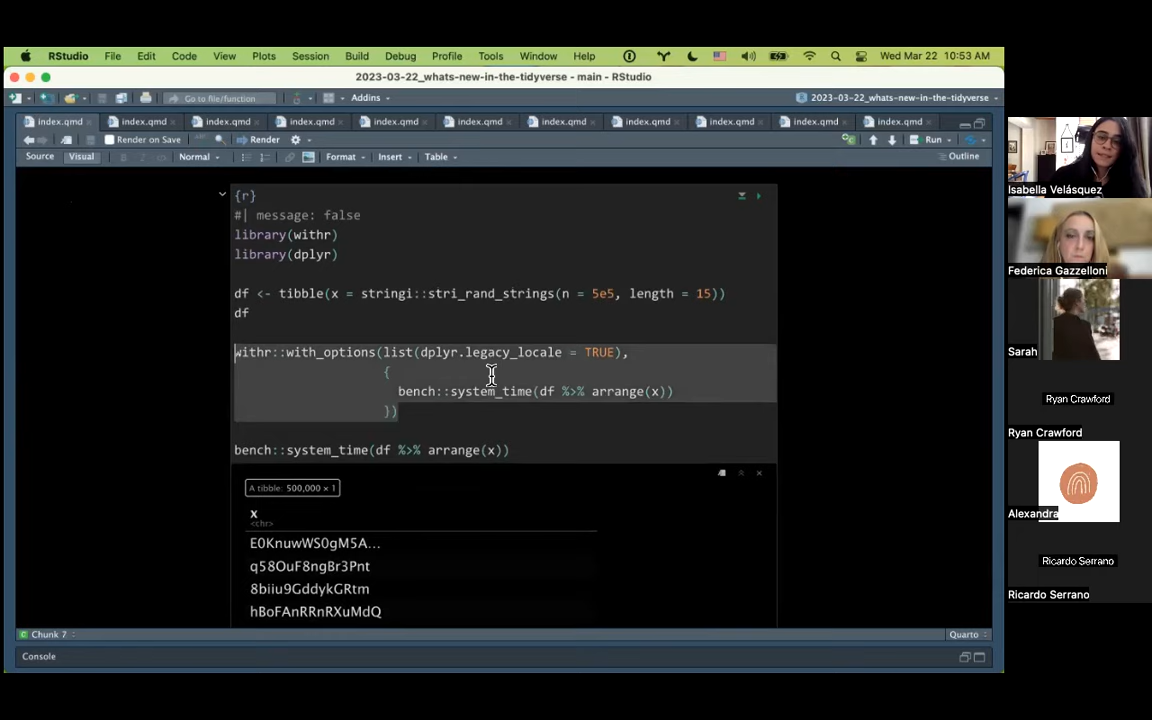 RStudio File Edit Code View Plots Session Build Debug Profile Tools Window Help Wed Mar 22 10:53 AM
2023-03-22_whats-new-in-the-tidyverse - main - RStudio
Go to file/function Addins 2023-03-22_whats-new-in-the-tidyverse
index.qmd index.qmd index.qmd index.qmd index.qmd index.qmd index.qmd index.qmd index.qmd index.qmd index.qmd
Render on Save Render Run
Source Visual B I Normal Format Insert Table Outline
{r}
#| message: false
library(withr)
library(dplyr)
df <- tibble(x = stringi::stri_rand_strings(n = 5e5, length = 15))
df
withr::with_options(list(dplyr.legacy_locale = TRUE),
{
bench::system_time(df %>% arrange(x))
})
bench::system_time(df %>% arrange(x))
A tibble: 500,000 × 1
x
<chr>
E0KnuwWS0gM5A...
q58OuF8ngBr3Pnt
8biiu9GddykGRtm
hBoFAnRRnRXuMdQ
C Chunk 7 Quarto
Console
Isabella Velásquez
Federica Gazzelloni
Sarah
Ryan Crawford
Ryan Crawford
Alexandra
Ricardo Serrano
Ricardo Serrano